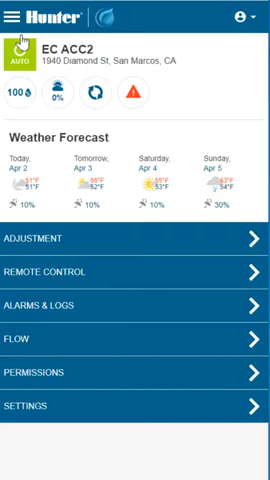 Hunter
AUTO
EC ACC2
1940 Diamond St, San Marcos, CA
100
0%
Weather Forecast
Today, Tomorrow, Saturday, Sunday,
Apr 2 Apr 3 Apr 4 Apr 5
51°F 66°F 65°F 63°F
51°F 52°F 53°F 54°F
10% 10% 10% 30%
ADJUSTMENT
REMOTE CONTROL
ALARMS & LOGS
FLOW
PERMISSIONS
SETTINGS